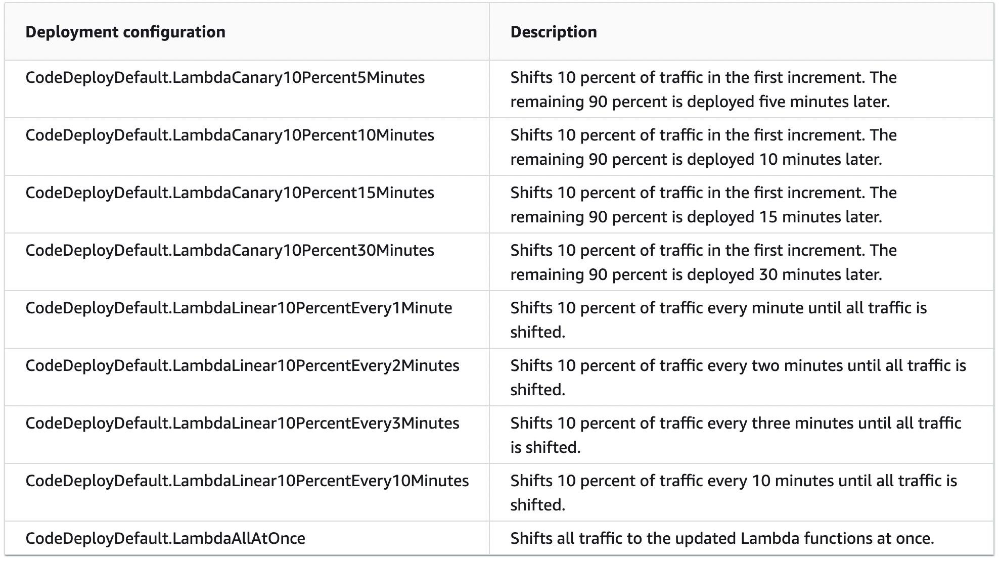 Deployment configuration
Description
CodeDeployDefault.LambdaCanary10Percent5Minutes
Shifts 10 percent of traffic in the first increment. The
remaining 90 percent is deployed five minutes later.
CodeDeployDefault.LambdaCanary10Percent10Minutes
Shifts 10 percent of traffic in the first increment. The
remaining 90 percent is deployed 10 minutes later.
CodeDeployDefault.LambdaCanary10Percent15Minutes
Shifts 10 percent of traffic in the first increment. The
remaining 90 percent is deployed 15 minutes later.
CodeDeployDefault.LambdaCanary10Percent30Minutes
Shifts 10 percent of traffic in the first increment. The
remaining 90 percent is deployed 30 minutes later.
CodeDeployDefault.LambdaLinear10PercentEvery1Minute
Shifts 10 percent of traffic every minute until all traffic is
shifted.
CodeDeployDefault.LambdaLinear10PercentEvery2Minutes
Shifts 10 percent of traffic every two minutes until all traffic is
shifted.
CodeDeployDefault.LambdaLinear10PercentEvery3Minutes
Shifts 10 percent of traffic every three minutes until all traffic
is shifted.
CodeDeployDefault.LambdaLinear10PercentEvery10Minutes
Shifts 10 percent of traffic every 10 minutes until all traffic is
shifted.
CodeDeployDefault.LambdaAllAtOnce
Shifts all traffic to the updated Lambda functions at once.